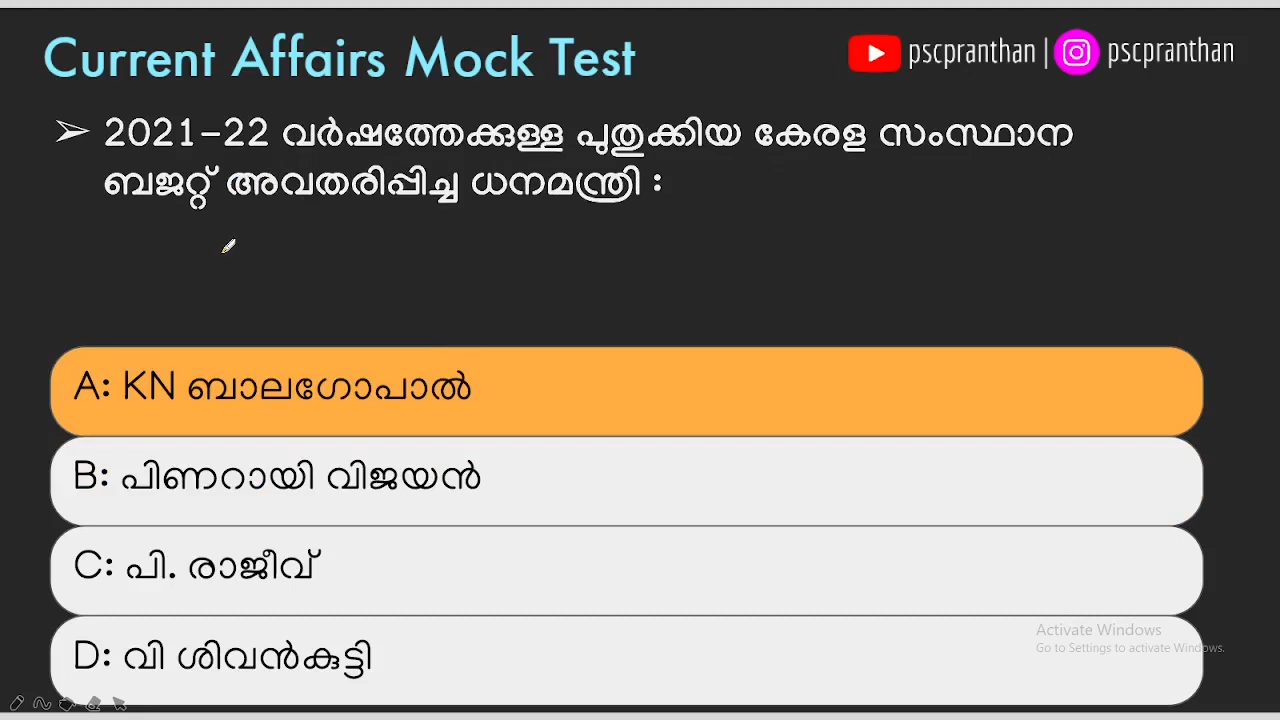 Current Affairs Mock Test
pscpranthan | pscpranthan
➢ 2021-22 വർഷത്തേക്കുള്ള പുതുക്കിയ കേരള സംസ്ഥാന
ബജറ്റ് അവതരിപ്പിച്ച ധനമന്ത്രി :
A: KN ബാലഗോപാൽ
B: പിണറായി വിജയൻ
C: പി. രാജീവ്
D: വി ശിവൻകുട്ടി
Activate Windows
Go to Settings to activate Windows.